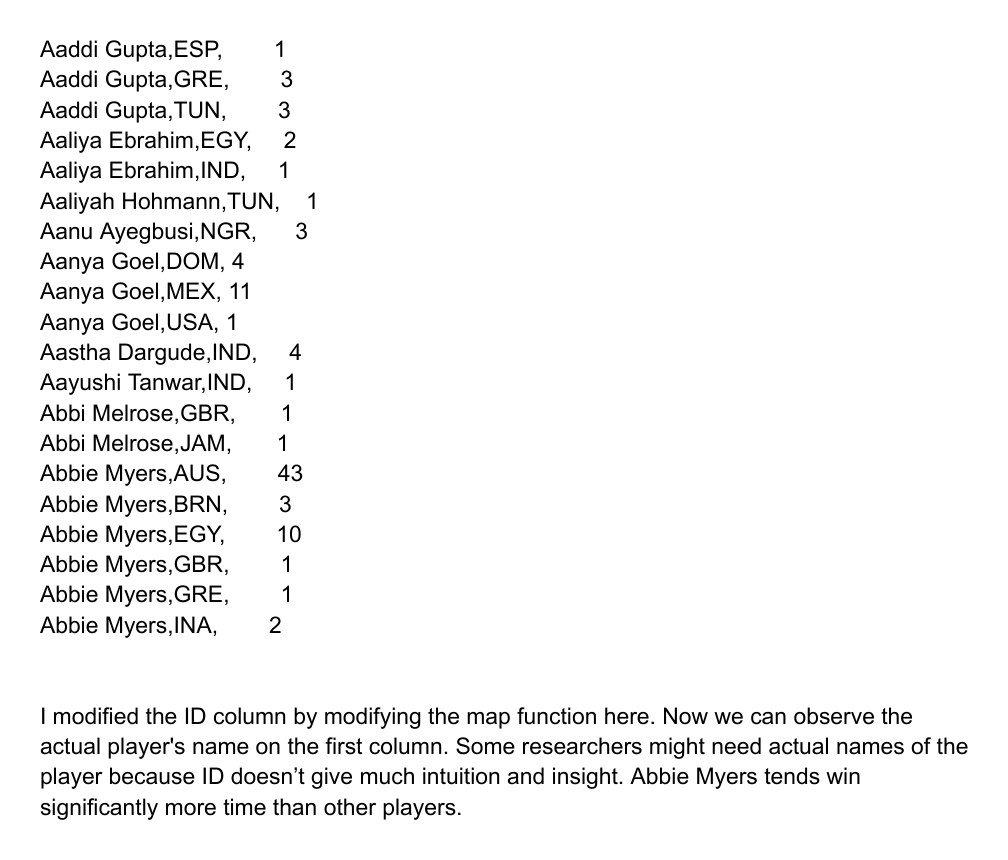 Aaddi Gupta,ESP, 1
Aaddi Gupta,GRE, 3
Aaddi Gupta,TUN, 3
Aaliya Ebrahim,EGY, 2
Aaliya Ebrahim,IND, 1
Aaliyah Hohmann,TUN, 1
Aanu Ayegbusi,NGR, 3
Aanya Goel,DOM, 4
Aanya Goel,MEX, 11
Aanya Goel,USA, 1
Aastha Dargude,IND, 4
Aayushi Tanwar,IND, 1
Abbi Melrose,GBR, 1
Abbi Melrose,JAM, 1
Abbie Myers,AUS, 43
Abbie Myers,BRN, 3
Abbie Myers,EGY, 10
Abbie Myers,GBR, 1
Abbie Myers,GRE, 1
Abbie Myers,INA, 2
I modified the ID column by modifying the map function here. Now we can observe the
actual player's name on the first column. Some researchers might need actual names of the
player because ID doesn’t give much intuition and insight. Abbie Myers tends win
significantly more time than other players.